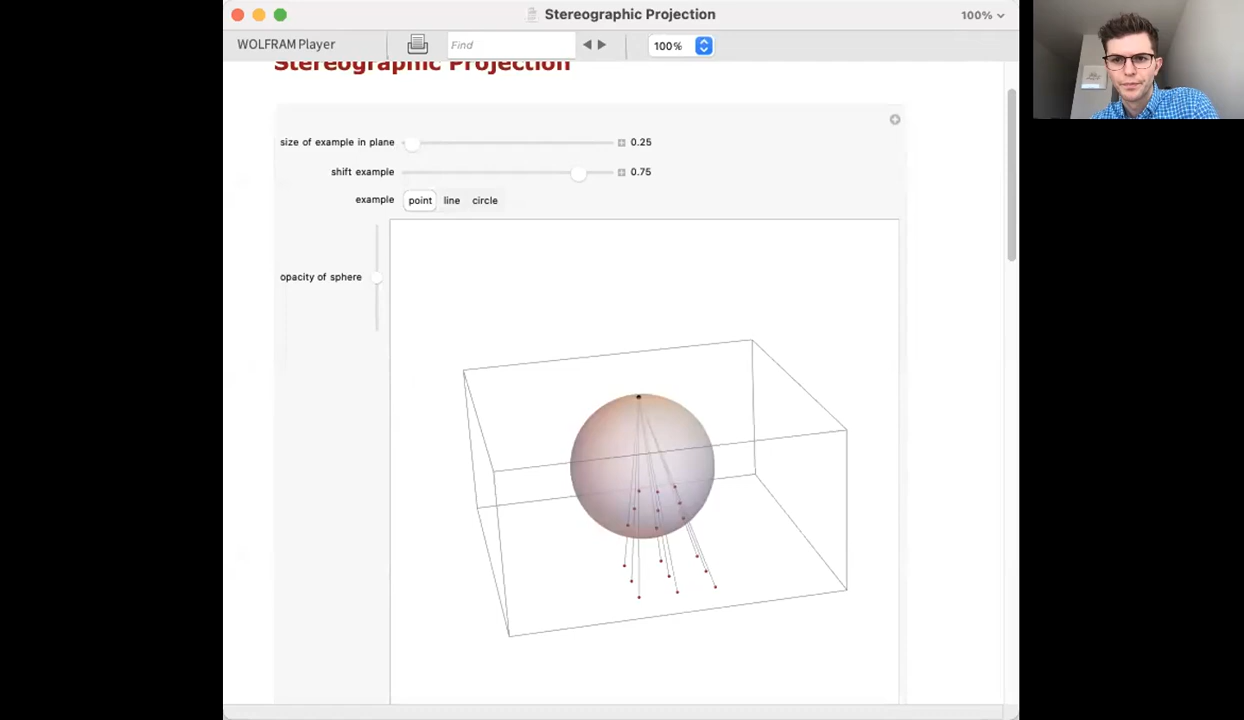 Stereographic Projection
100%
WOLFRAM Player
Find
100%
Stereographic Projection
size of example in plane
0.25
shift example
0.75
example
point line circle
opacity of sphere